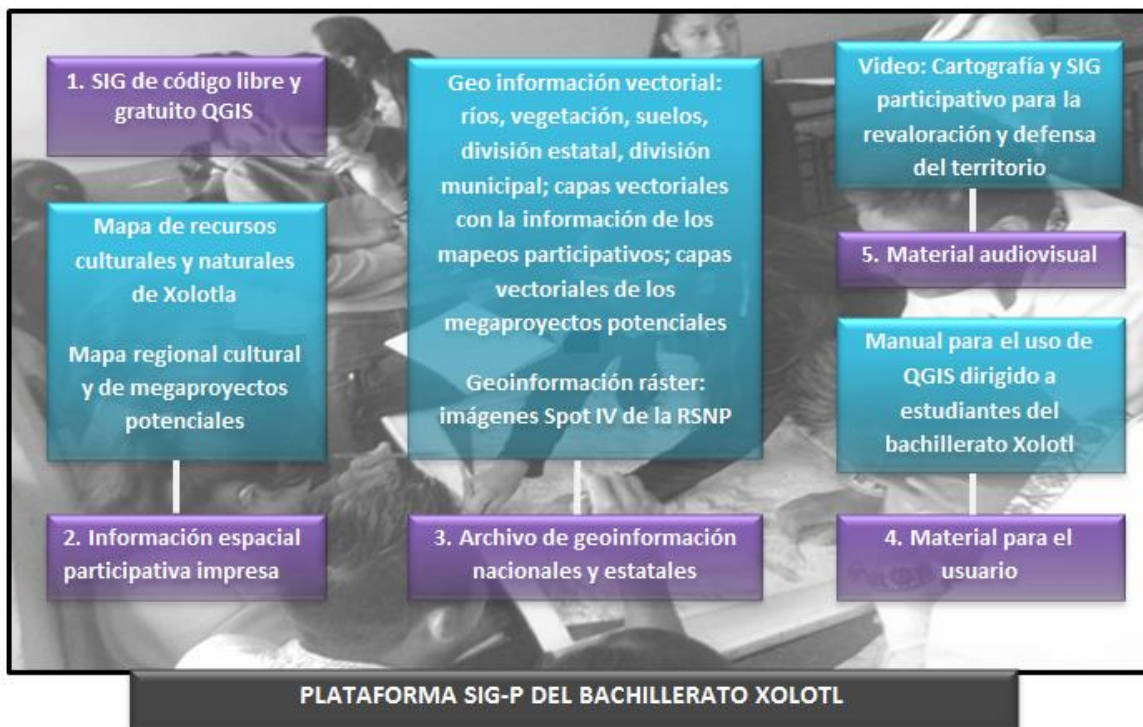 1. SIG de código libre y
gratuito QGIS
Mapa de recursos
culturales y naturales
de Xolotla
Mapa regional cultural
y de megaproyectos
potenciales
2. Información espacial
participativa impresa
Geo información vectorial:
ríos, vegetación, suelos,
división estatal, división
municipal; capas vectoriales
con la información de los
mapeos participativos; capas
vectoriales de los
megaproyectos potenciales
Geoinformación ráster:
imágenes Spot IV de la RSNP
3. Archivo de geoinformación
nacionales y estatales
Video: Cartografía y SIG
participativo para la
revaloración y defensa
del territorio
5. Material audiovisual
Manual para el uso de
QGIS dirigido a
estudiantes del
bachillerato Xolotl
4. Material para el
usuario
PLATAFORMA SIG-P DEL BACHILLERATO XOLOTL